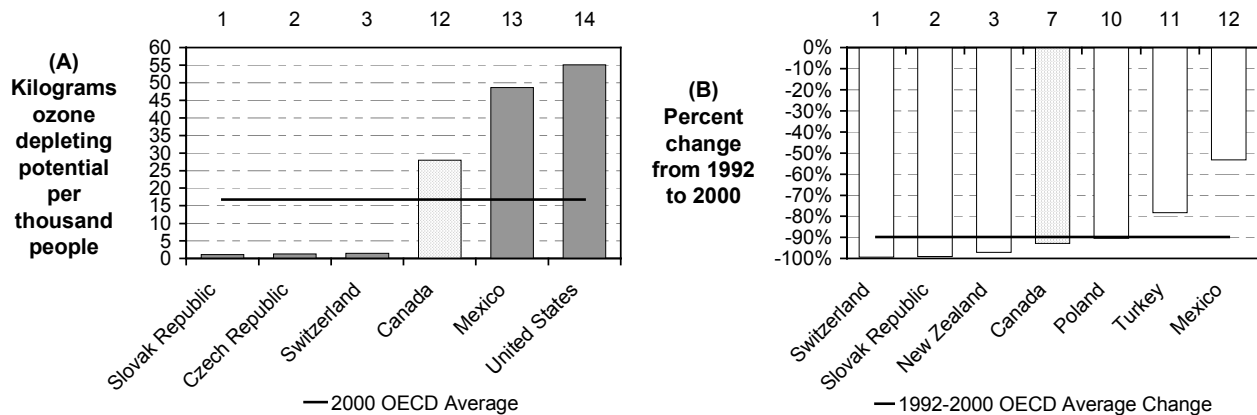 1 2 3 12 13 14
(A)
Kilograms
ozone
depleting
potential
per
thousand
people
60
55
50
45
40
35
30
25
20
15
10
5
0
Slovak Republic
Czech Republic
Switzerland
Canada
Mexico
United States
2000 OECD Average
1 2 3 7 10 11 12
(B)
Percent
change
from 1992
to 2000
0%
-10%
-20%
-30%
-40%
-50%
-60%
-70%
-80%
-90%
-100%
Switzerland
Slovak Republic
New Zealand
Canada
Poland
Turkey
Mexico
1992-2000 OECD Average Change